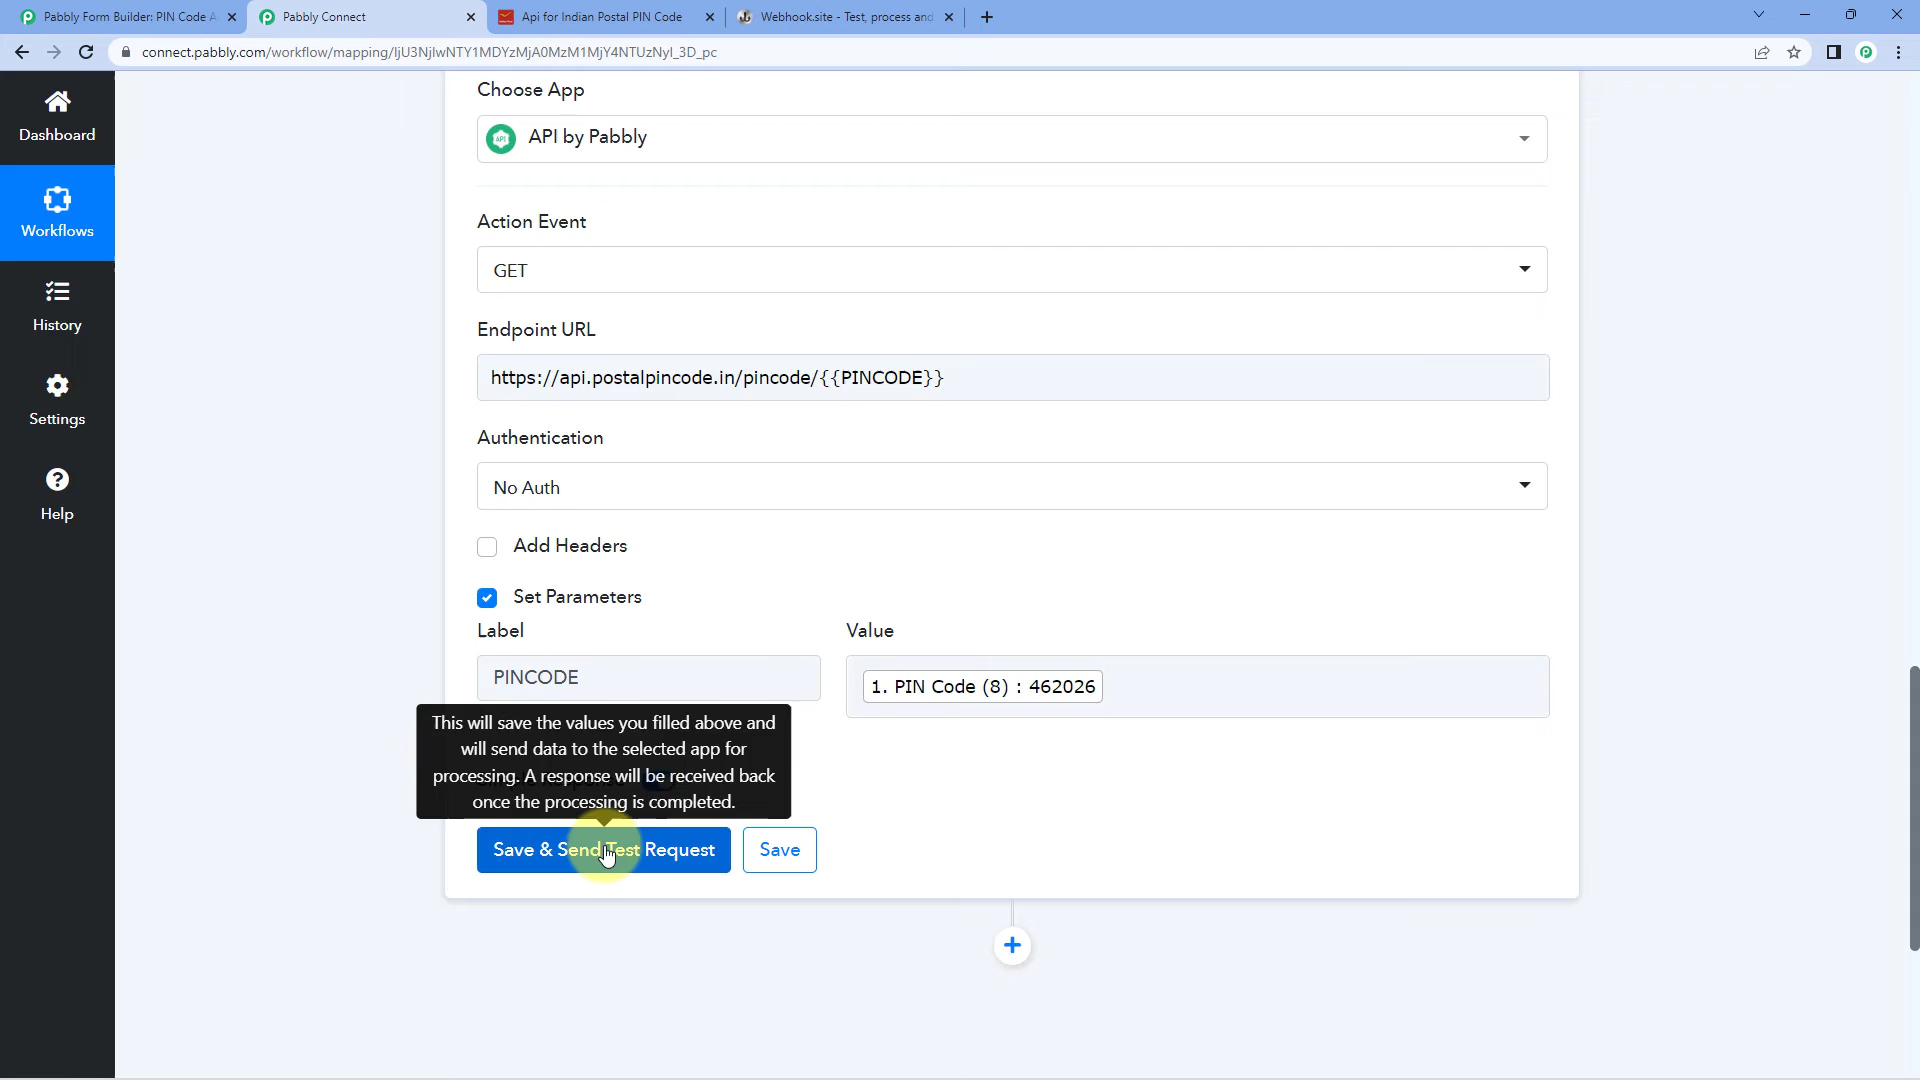 Pabbly Form Builder: PIN Code A
Pabbly Connect
Api for Indian Postal PIN Code
Webhook.site - Test, process and
connect.pabbly.com/workflow/mapping/IjU3NjIwNTY1MDYzMjA0MzM1MjY4NTUzNyI_3D_pc
Dashboard
Workflows
History
Settings
Help
Choose App
API
API by Pabbly
Action Event
GET
Endpoint URL
https://api.postalpincode.in/pincode/{{PINCODE}}
Authentication
No Auth
Add Headers
Set Parameters
Label
Value
PINCODE
1. PIN Code (8) : 462026
This will save the values you filled above and
will send data to the selected app for
processing. A response will be received back
once the processing is completed.
Save & Send Test Request
Save